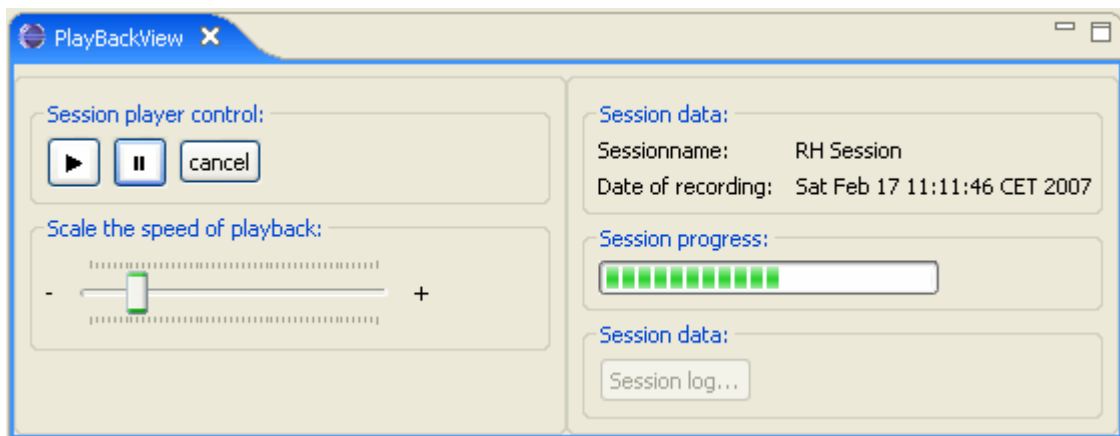 PlayBackView
Session player control:
cancel
Scale the speed of playback:
- +
Session data:
Sessionname: RH Session
Date of recording: Sat Feb 17 11:11:46 CET 2007
Session progress:
Session data:
Session log...